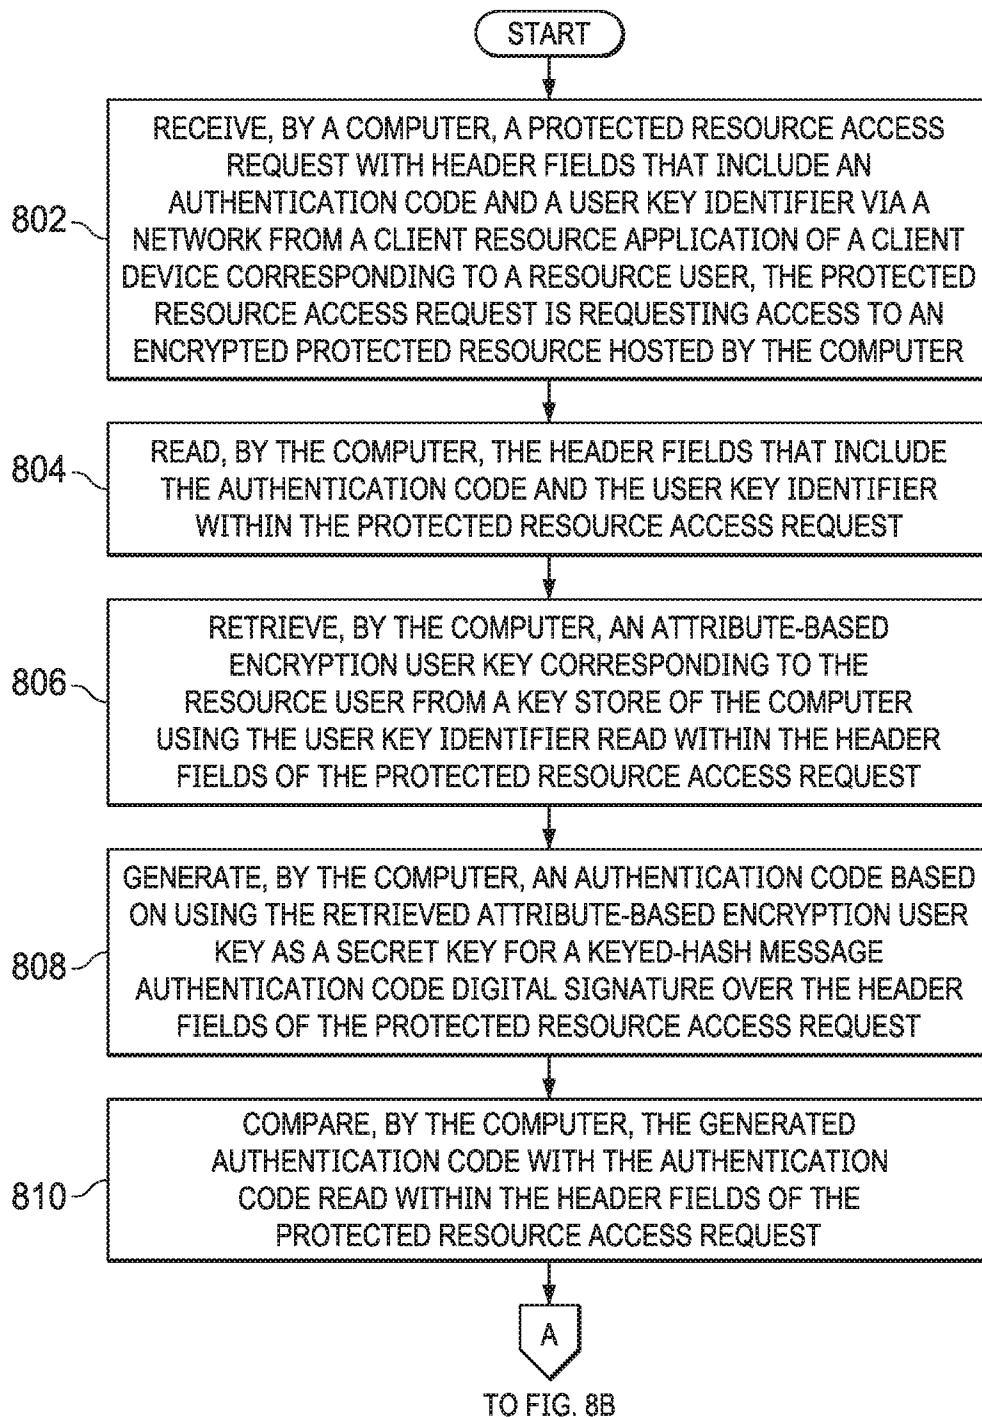 START
RECEIVE, BY A COMPUTER, A PROTECTED RESOURCE ACCESS
REQUEST WITH HEADER FIELDS THAT INCLUDE AN
AUTHENTICATION CODE AND A USER KEY IDENTIFIER VIA A
NETWORK FROM A CLIENT RESOURCE APPLICATION OF A CLIENT
DEVICE CORRESPONDING TO A RESOURCE USER, THE PROTECTED
RESOURCE ACCESS REQUEST IS REQUESTING ACCESS TO AN
ENCRYPTED PROTECTED RESOURCE HOSTED BY THE COMPUTER
802
READ, BY THE COMPUTER, THE HEADER FIELDS THAT INCLUDE
THE AUTHENTICATION CODE AND THE USER KEY IDENTIFIER
WITHIN THE PROTECTED RESOURCE ACCESS REQUEST
804
RETRIEVE, BY THE COMPUTER, AN ATTRIBUTE-BASED
ENCRYPTION USER KEY CORRESPONDING TO THE
RESOURCE USER FROM A KEY STORE OF THE COMPUTER
USING THE USER KEY IDENTIFIER READ WITHIN THE HEADER
FIELDS OF THE PROTECTED RESOURCE ACCESS REQUEST
806
GENERATE, BY THE COMPUTER, AN AUTHENTICATION CODE BASED
ON USING THE RETRIEVED ATTRIBUTE-BASED ENCRYPTION USER
KEY AS A SECRET KEY FOR A KEYED-HASH MESSAGE
AUTHENTICATION CODE DIGITAL SIGNATURE OVER THE HEADER
FIELDS OF THE PROTECTED RESOURCE ACCESS REQUEST
808
COMPARE, BY THE COMPUTER, THE GENERATED
AUTHENTICATION CODE WITH THE AUTHENTICATION
CODE READ WITHIN THE HEADER FIELDS OF THE
PROTECTED RESOURCE ACCESS REQUEST
810
A
TO FIG. 8B